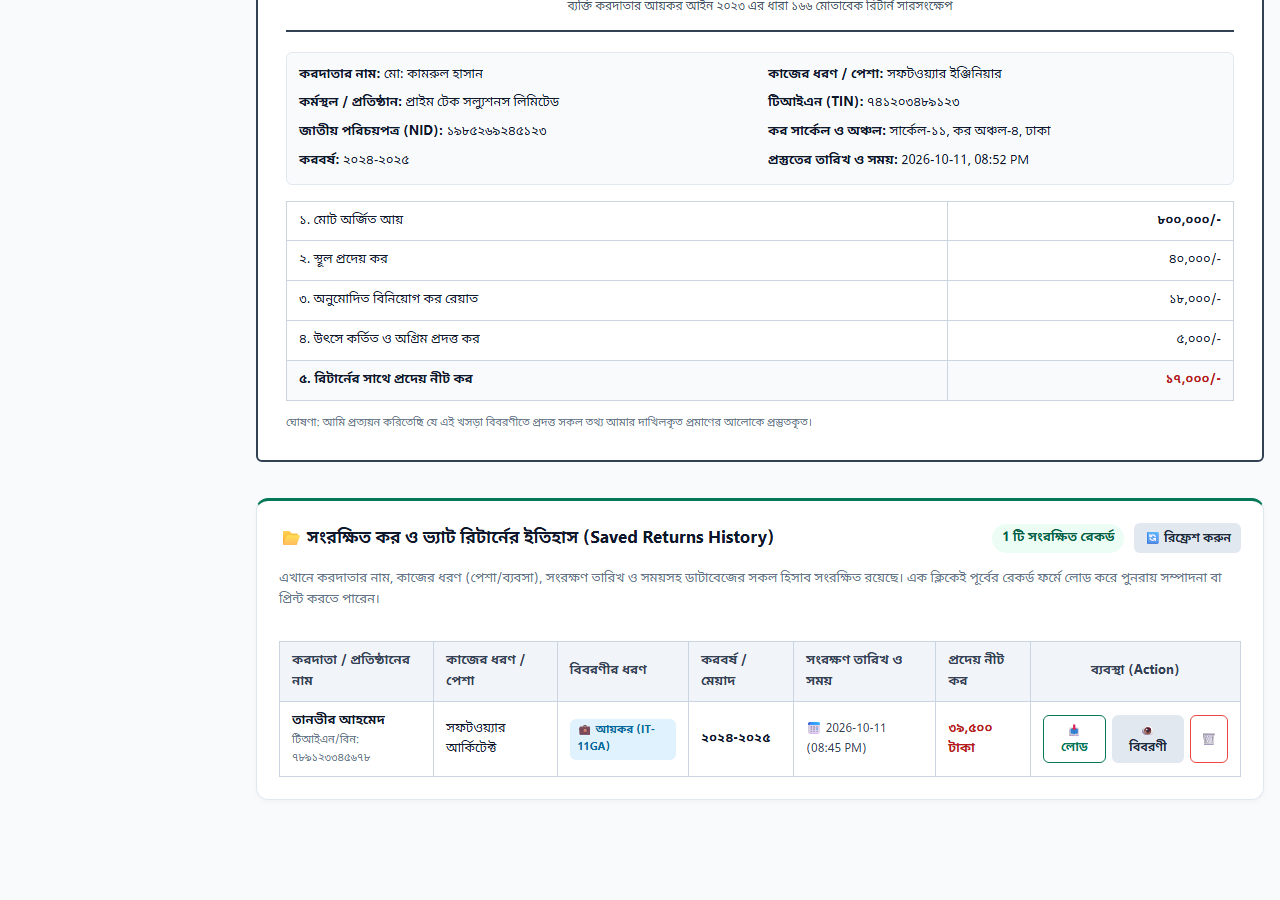 ব্যক্তি করদাতার আয়কর আইন ২০২৩ এর ধারা ১৬৬ মোতাবেক রিটার্ন সারসংক্ষেপ
করদাতার নাম: মো: কামরুল হাসান
কাজের ধরণ / পেশা: সফটওয়্যার ইঞ্জিনিয়ার
কর্মস্থল / প্রতিষ্ঠান: প্রাইম টেক সল্যুশনস লিমিটেড
টিআইএন (TIN): ৭৪১২০৩৪৮৯১২৩
জাতীয় পরিচয়পত্র (NID): ১৯৮৫২৬৯২৪৫১২৩
কর সার্কেল ও অঞ্চল: সার্কেল-১১, কর অঞ্চল-৪, ঢাকা
করবর্ষ: ২০২৪-২০২৫
প্রস্তুতের তারিখ ও সময়: 2026-10-11, 08:52 PM
১. মোট অর্জিত আয় ৮০০,০০০/-
২. স্থূল প্রদেয় কর ৪০,০০০/-
৩. অনুমোদিত বিনিয়োগ কর রেয়াত ১৮,০০০/-
৪. উৎসে কর্তিত ও অগ্রিম প্রদত্ত কর ৫,০০০/-
৫. রিটার্নের সাথে প্রদেয় নীট কর ১৭,০০০/-
ঘোষণা: আমি প্রত্যয়ন করিতেছি যে এই খসড়া বিবরণীতে প্রদত্ত সকল তথ্য আমার দাখিলকৃত প্রমাণের আলোকে প্রস্তুতকৃত।
সংরক্ষিত কর ও ভ্যাট রিটার্নের ইতিহাস (Saved Returns History)
1 টি সংরক্ষিত রেকর্ড
রিফ্রেশ করুন
এখানে করদাতার নাম, কাজের ধরণ (পেশা/ব্যবসা), সংরক্ষণ তারিখ ও সময়সহ ডাটাবেজের সকল হিসাব সংরক্ষিত রয়েছে। এক ক্লিকেই পূর্বের রেকর্ড ফর্মে লোড করে পুনরায় সম্পাদনা বা
প্রিন্ট করতে পারেন।
করদাতা / প্রতিষ্ঠানের
নাম
কাজের ধরণ /
পেশা
বিবরণীর ধরণ
করবর্ষ /
মেয়াদ
সংরক্ষণ তারিখ ও
সময়
প্রদেয় নীট
কর
ব্যবস্থা (Action)
তানভীর আহমেদ
টিআইএন/বিন:
৭৮৯১২৩৩৪৫৬৭৮
সফটওয়্যার
আর্কিটেক্ট
আয়কর (IT-
11GA)
২০২৪-২০২৫
2026-10-11
(08:45 PM)
৩৯,৫০০
টাকা
লোড
বিবরণী